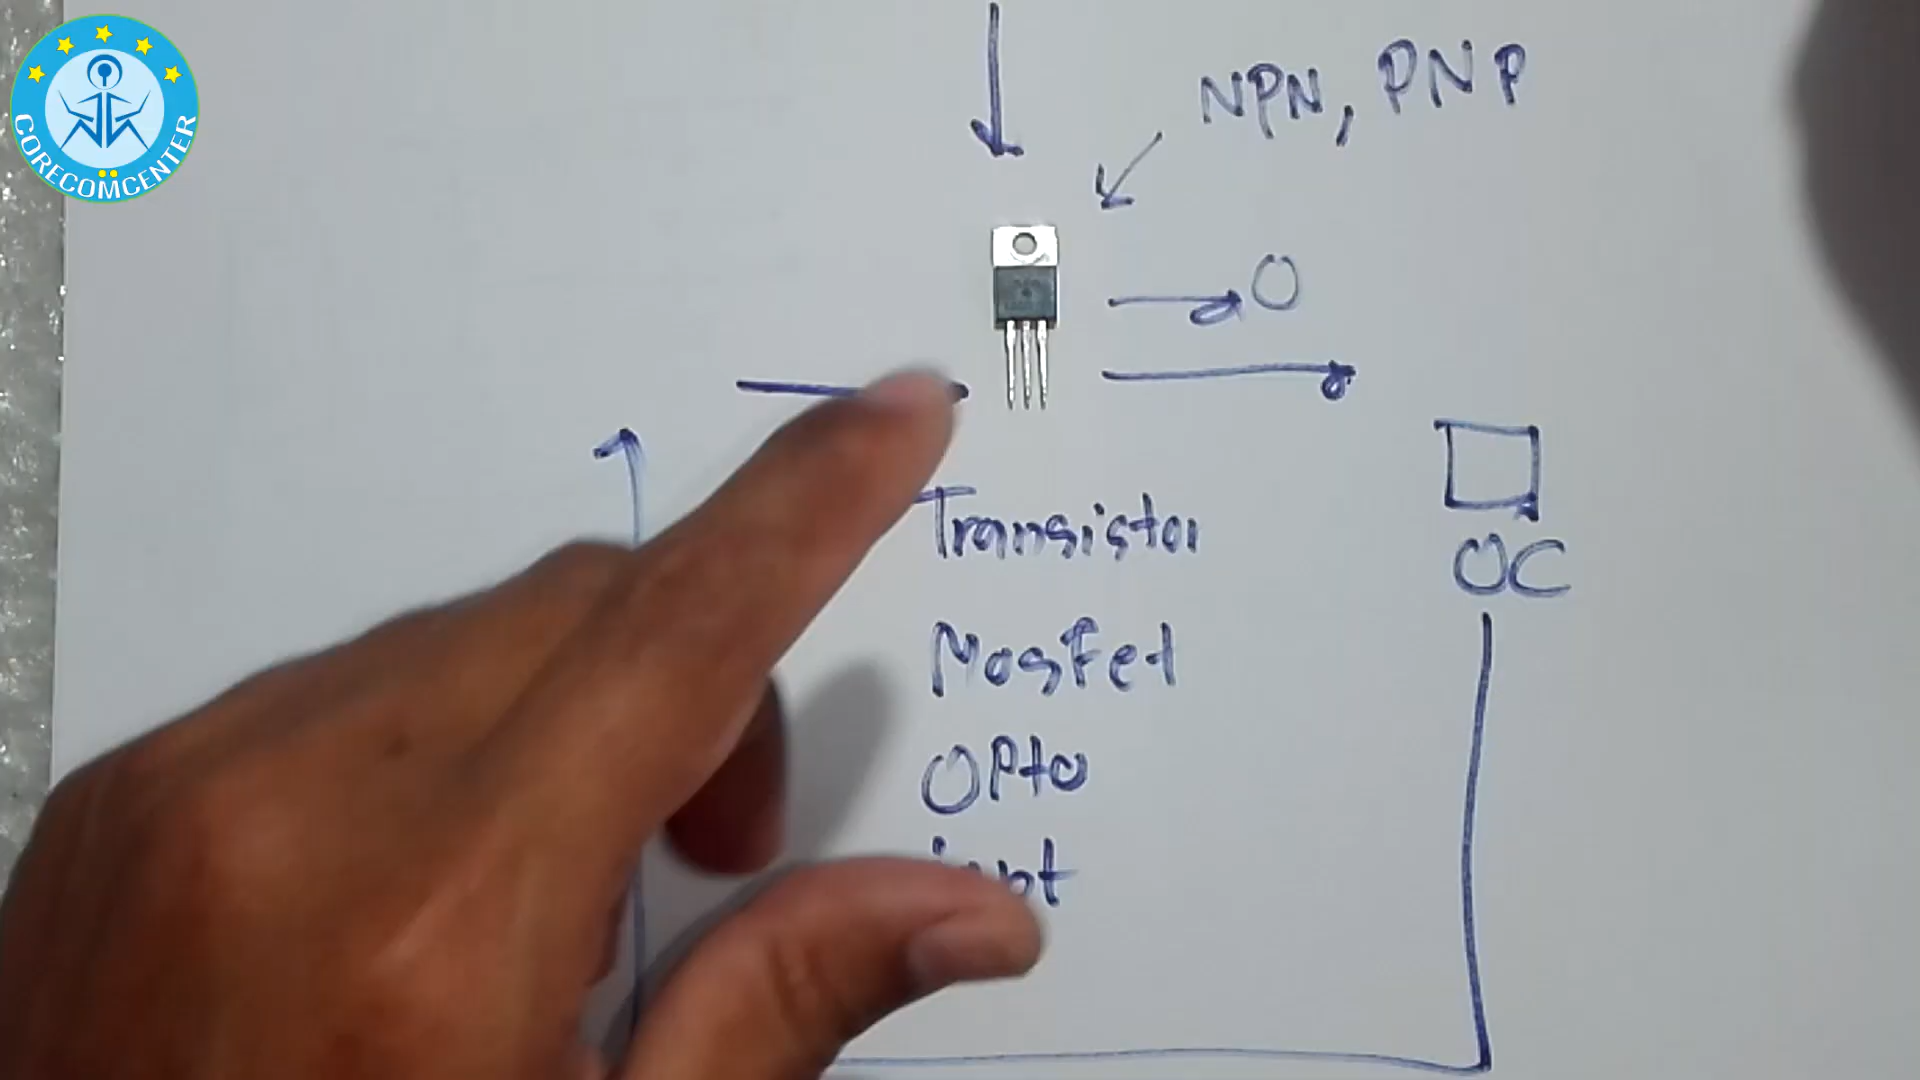 CORECOMCENTER
NPN, PNP
O
Transistor
OC
MosFet
OPto